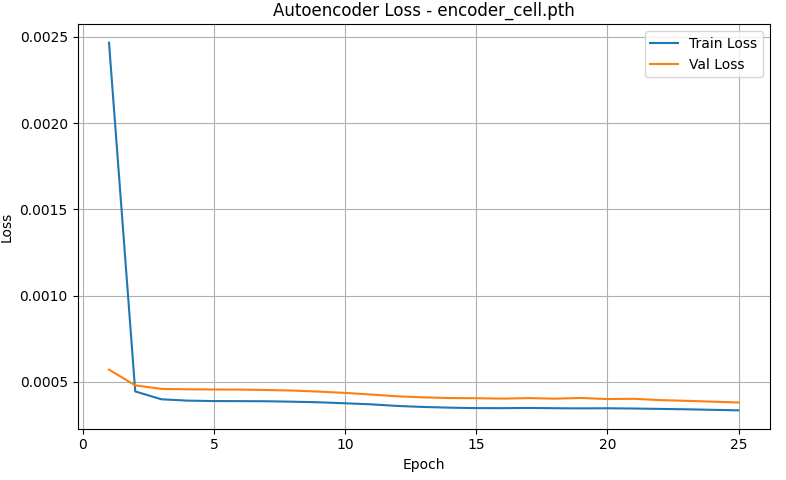 Autoencoder Loss - encoder_cell.pth
Train Loss
Val Loss
Loss
0.0025
0.0020
0.0015
0.0010
0.0005
0 5 10 15 20 25
Epoch